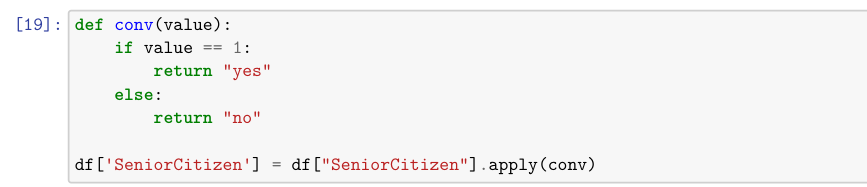 [19]: def conv(value):
    if value == 1:
        return "yes"
    else:
        return "no"

df['SeniorCitizen'] = df["SeniorCitizen"].apply(conv)